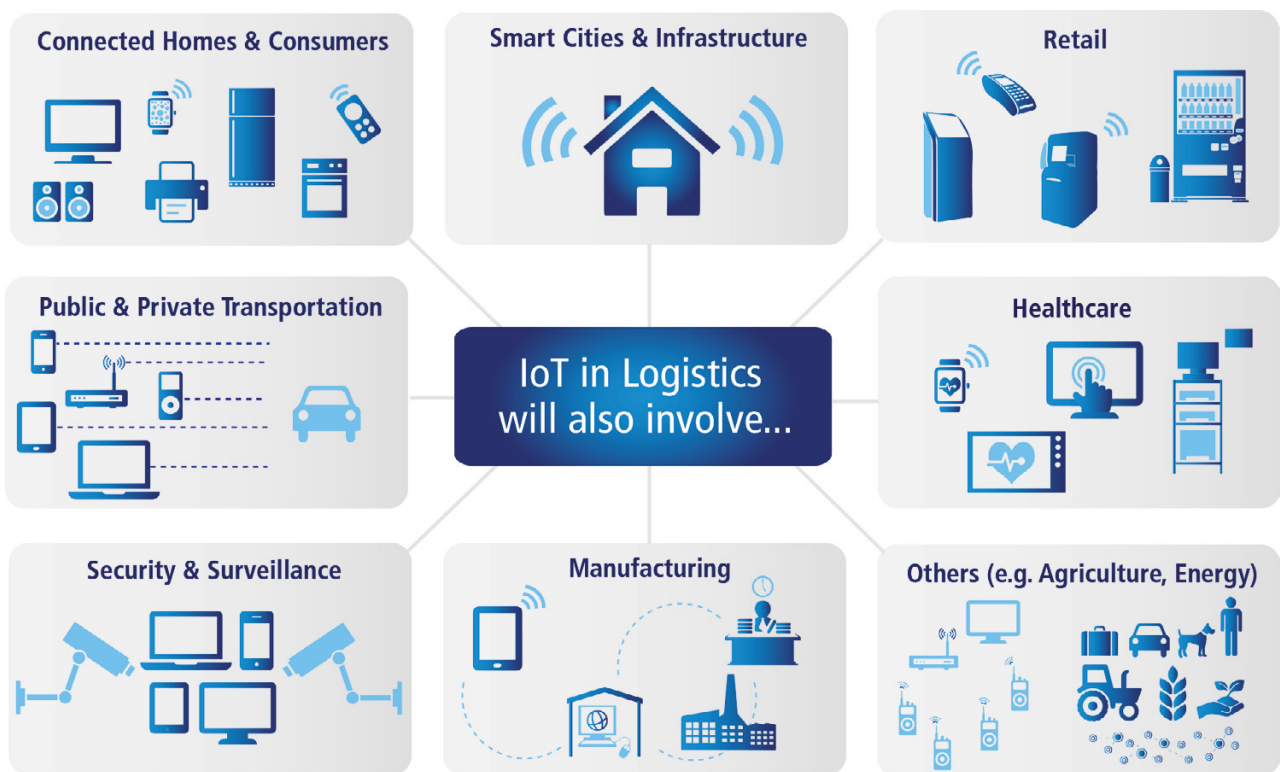 Connected Homes & Consumers
Smart Cities & Infrastructure
Retail
Public & Private Transportation
IoT in Logistics
will also involve...
Healthcare
Security & Surveillance
Manufacturing
Others (e.g. Agriculture, Energy)